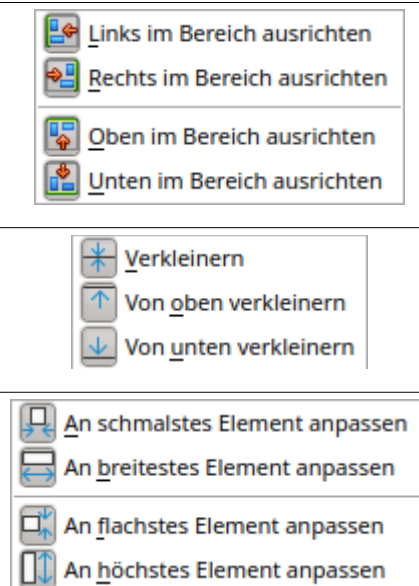 Links im Bereich ausrichten
Rechts im Bereich ausrichten
Oben im Bereich ausrichten
Unten im Bereich ausrichten
Verkleinern
Von oben verkleinern
Von unten verkleinern
An schmalstes Element anpassen
An breitestes Element anpassen
An flachstes Element anpassen
An höchstes Element anpassen